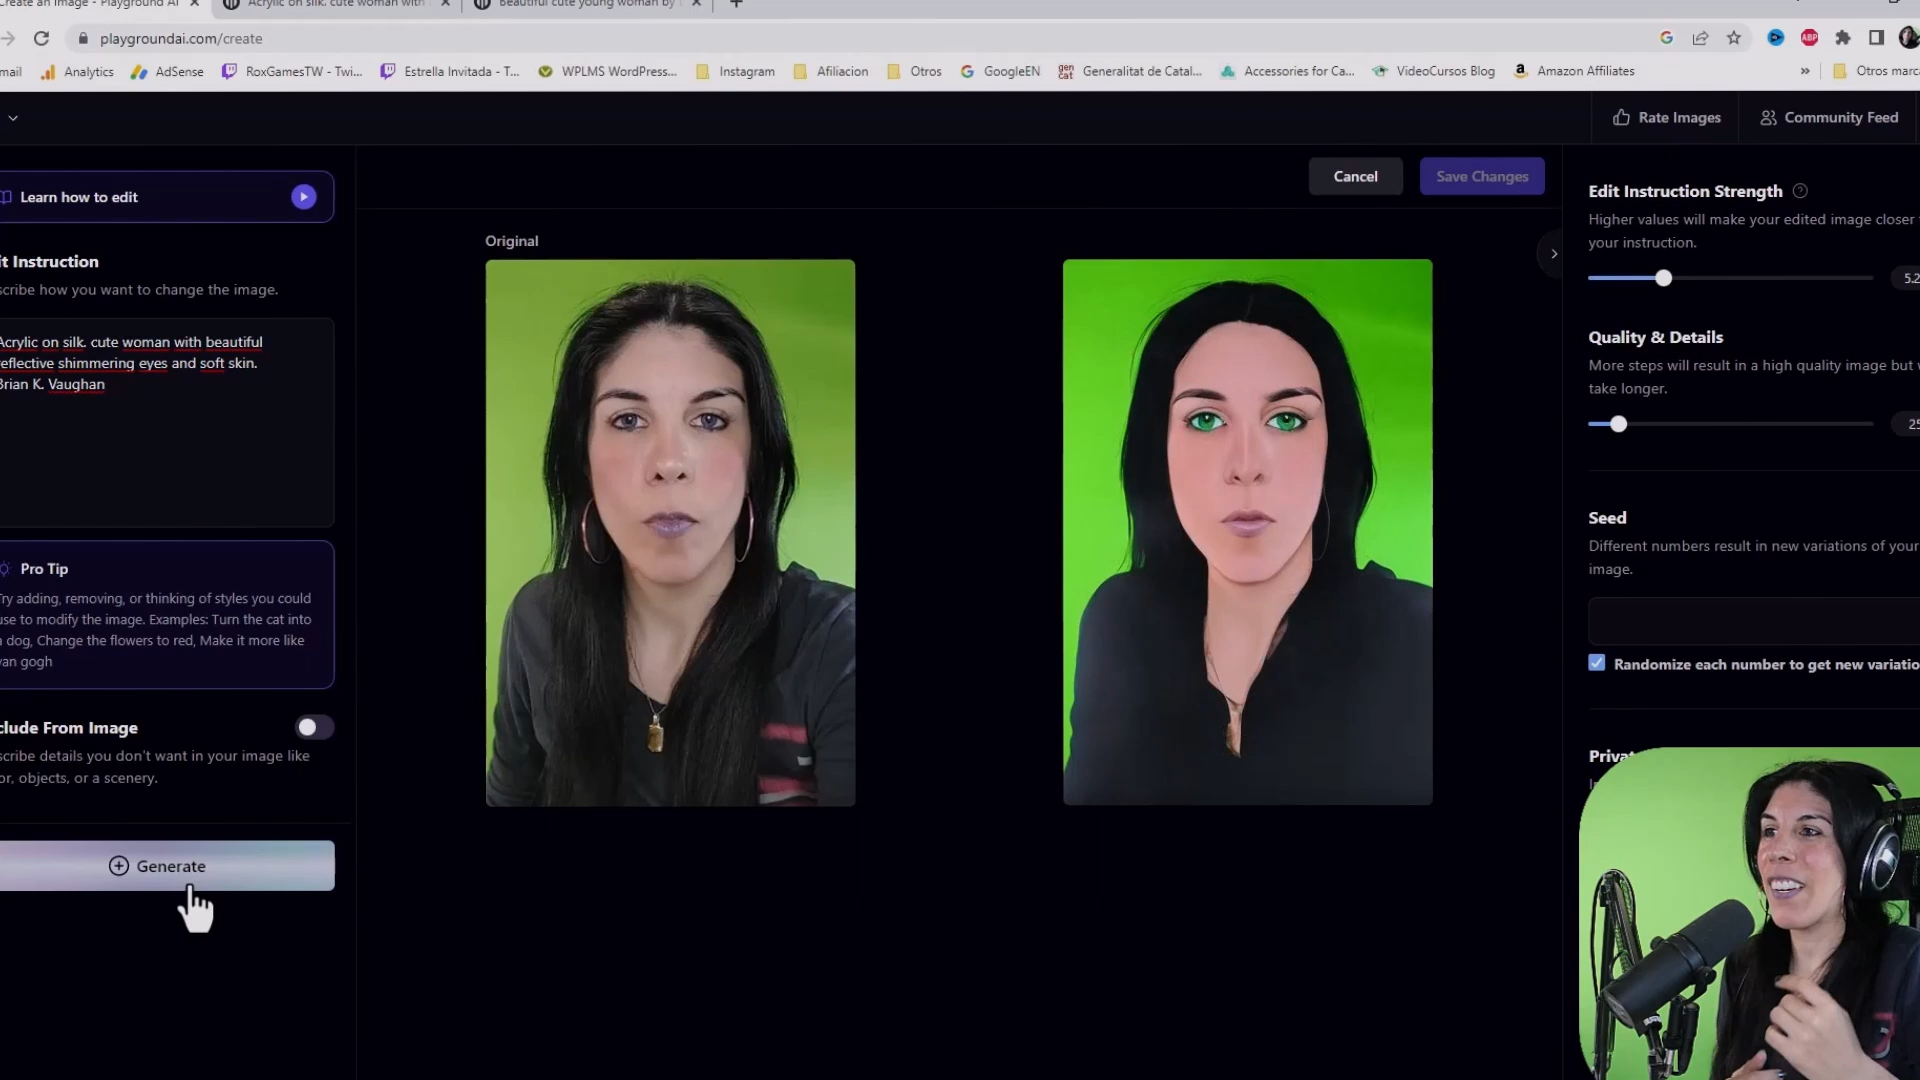 Create an Image - Playground AI
Acrylic on silk. cute woman with
Beautiful cute young woman by
playgroundai.com/create
mail
Analytics
AdSense
RoxGamesTW - Twi...
Estrella Invitada - T...
WPLMS WordPress...
Instagram
Afiliacion
Otros
GoogleEN
Generalitat de Catal...
Accessories for Ca...
VideoCursos Blog
Amazon Affiliates
»
Otros marca
Rate Images
Community Feed
Learn how to edit
Cancel
Save Changes
it Instruction
scribe how you want to change the image.
Acrylic on silk. cute woman with beautiful
reflective shimmering eyes and soft skin.
Brian K. Vaughan
Pro Tip
Try adding, removing, or thinking of styles you could
use to modify the image. Examples: Turn the cat into
a dog, Change the flowers to red, Make it more like
van gogh
clude From Image
scribe details you don't want in your image like
or, objects, or a scenery.
Generate
Original
Edit Instruction Strength
Higher values will make your edited image closer
your instruction.
5.2
Quality & Details
More steps will result in a high quality image but
take longer.
25
Seed
Different numbers result in new variations of your
image.
Randomize each number to get new variatio
Priva